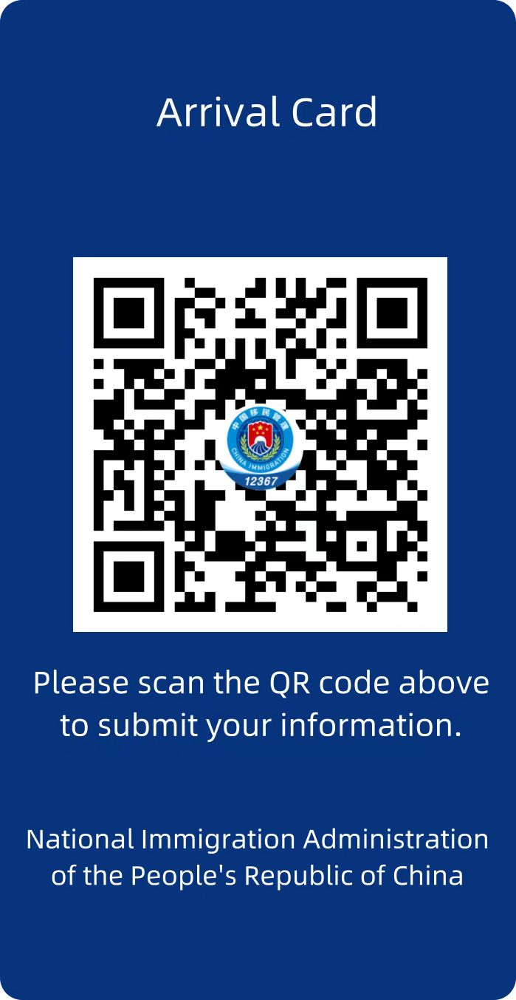 Arrival Card
中国移民管理
CHINA IMMIGRATION
12367
Please scan the QR code above
to submit your information.
National Immigration Administration
of the People's Republic of China